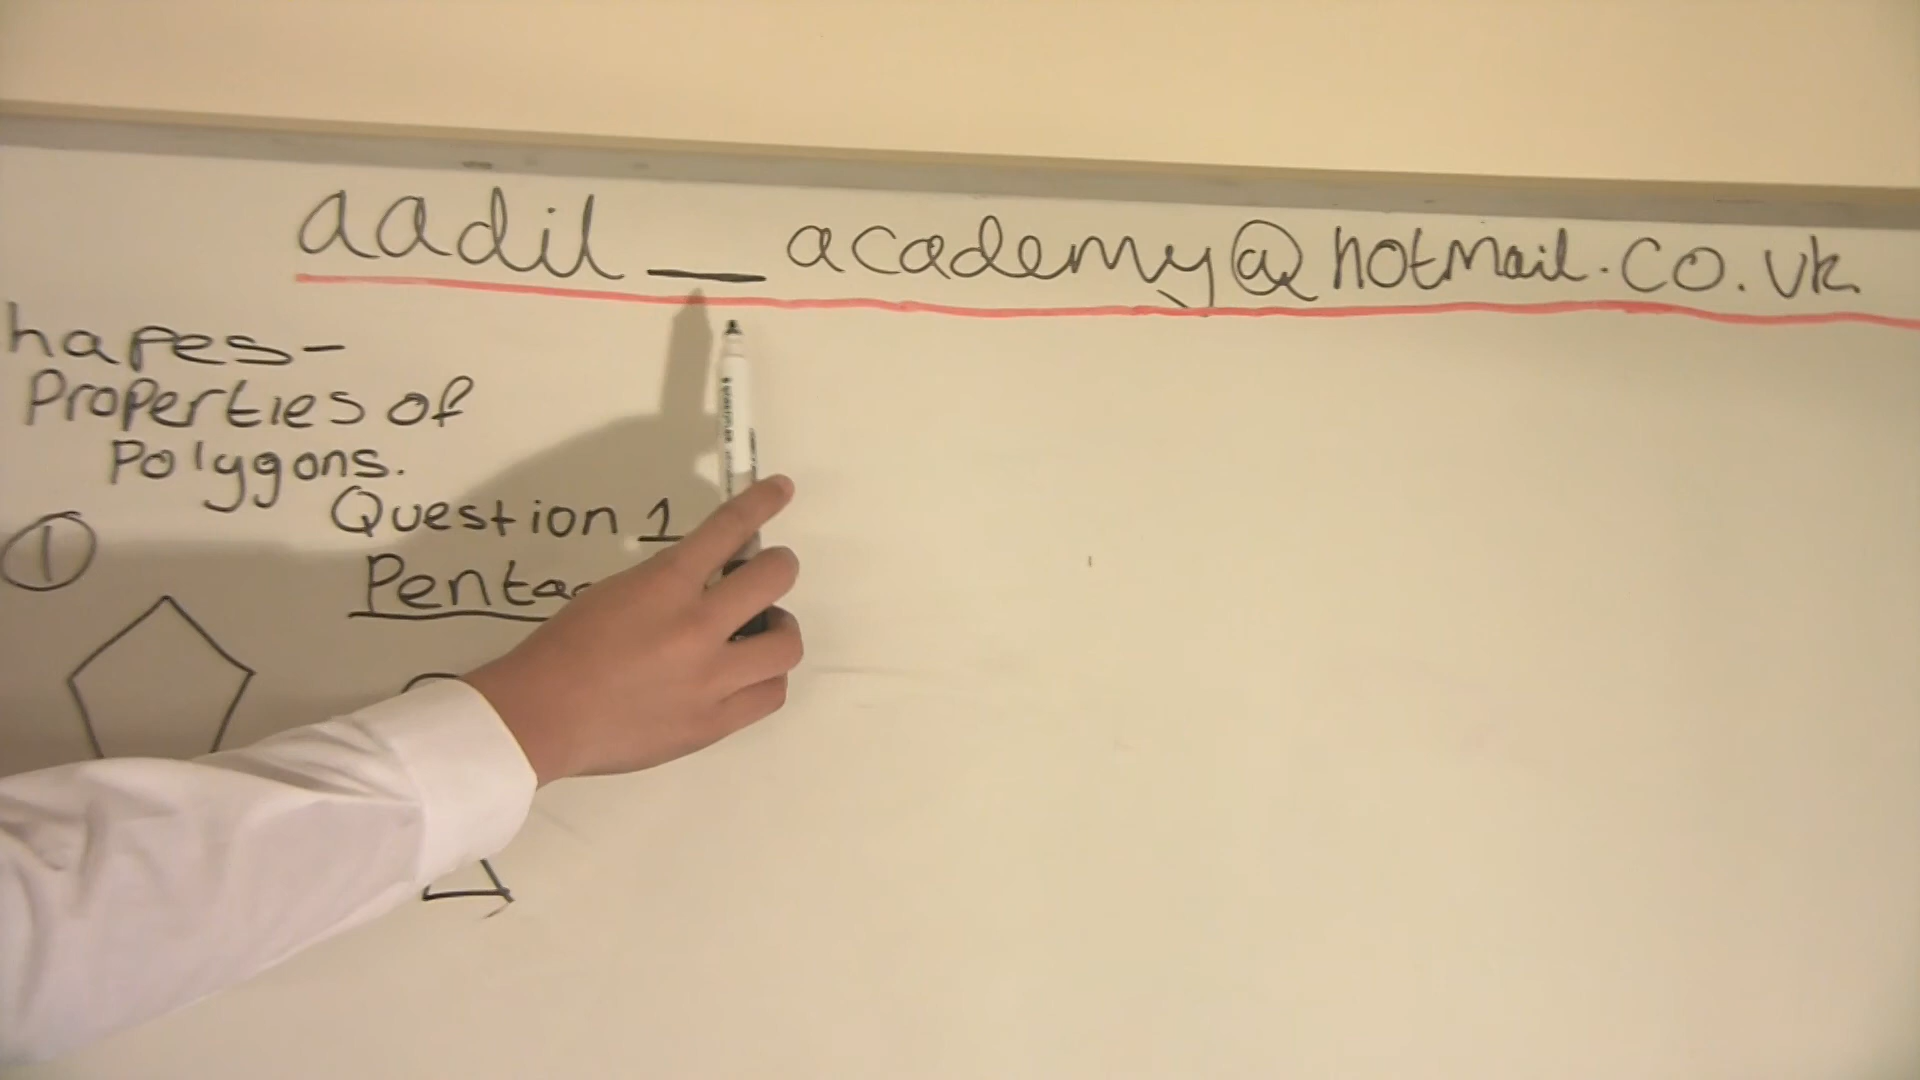 aadil_academy@hotmail.co.uk
hapes-
Properties of
Polygons.
Question 1
①